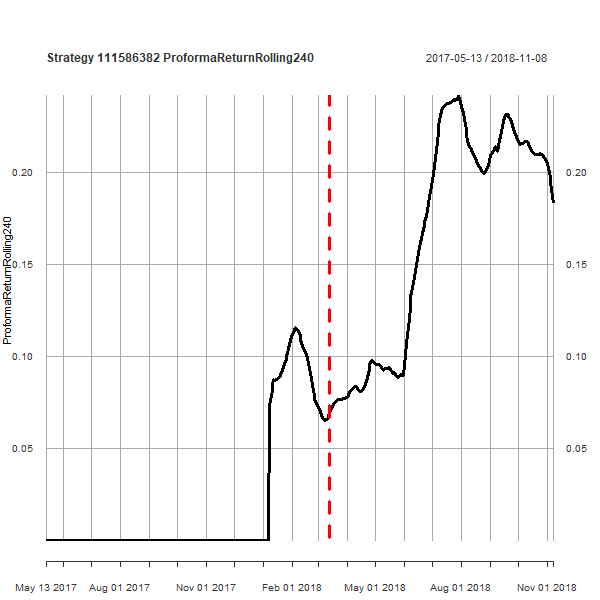 Strategy 111586382 ProformaReturnRolling240
2017-05-13 / 2018-11-08
0.20
0.20
0.15
0.15
0.10
0.10
0.05
0.05
ProformaReturnRolling240
May 13 2017
Aug 01 2017
Nov 01 2017
Feb 01 2018
May 01 2018
Aug 01 2018
Nov 01 2018